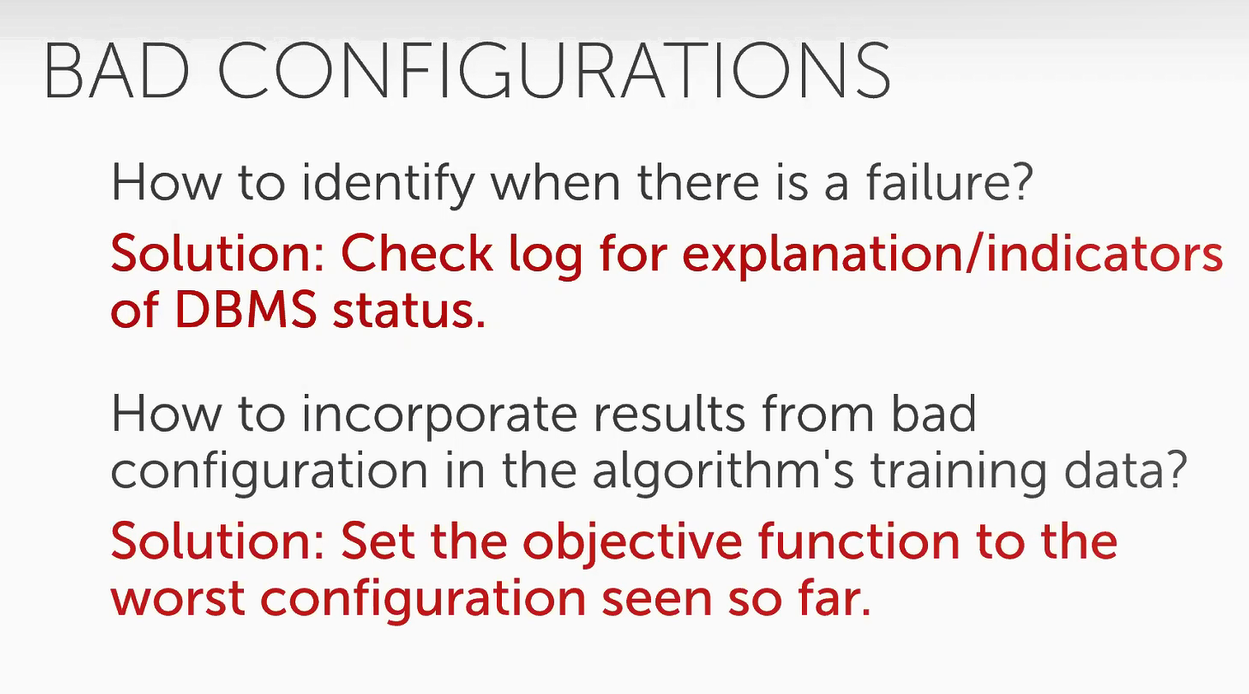 BAD CONFIGURATIONS
How to identify when there is a failure?
Solution: Check log for explanation/indicators
of DBMS status.
How to incorporate results from bad
configuration in the algorithm's training data?
Solution: Set the objective function to the
worst configuration seen so far.